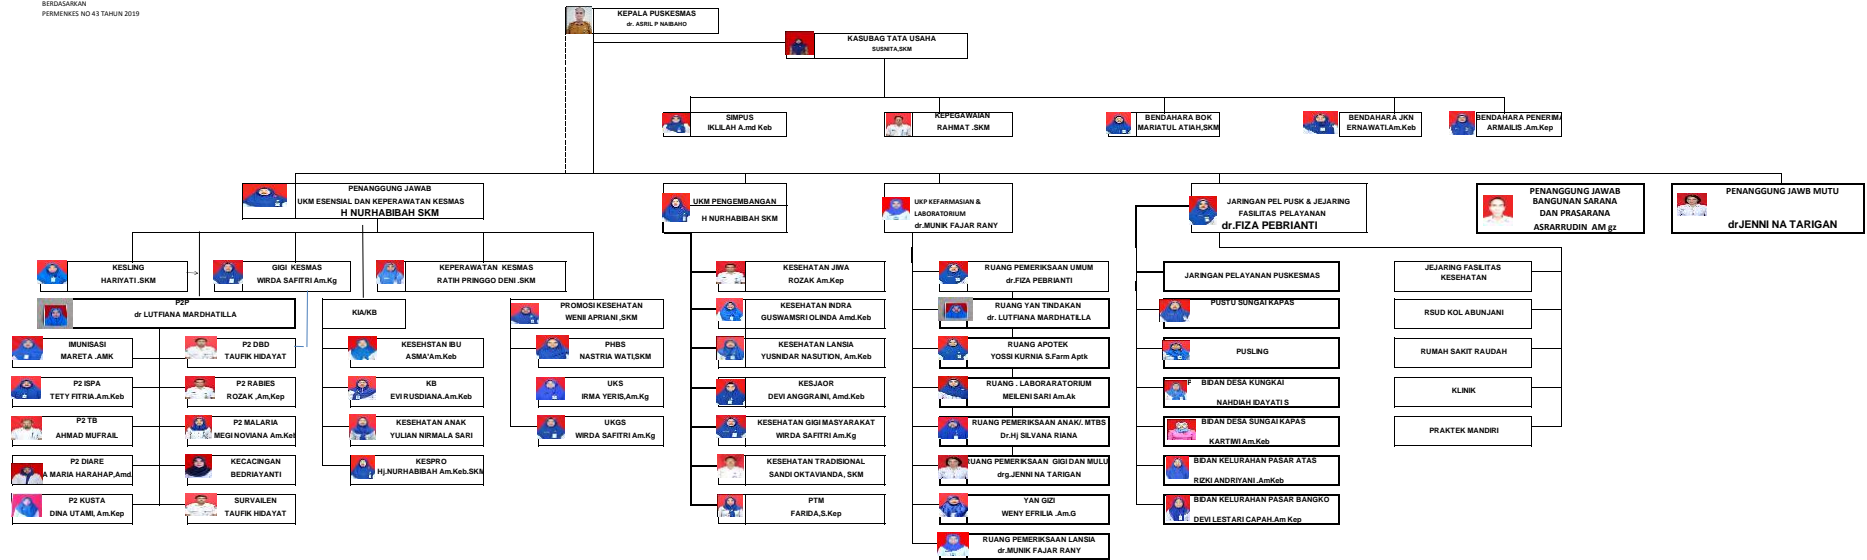 BERDASARKAN
PERMENKES NO 43 TAHUN 2019
KEPALA PUSKESMAS
dr. ASRIL P NAIBAHO
KASUBAG TATA USAHA
SUSNITA,SKM
SIMPUS
IKLILAH A.md Keb
KEPEGAWAIAN
RAHMAT .SKM
BENDAHARA BOK
MARIATUL ATIAH,SKM
BENDAHARA JKN
ERNAWATI.Am.Keb
BENDAHARA PENERIMA
ARMAILIS .Am.Kep
PENANGGUNG JAWAB
UKM ESENSIAL DAN KEPERAWATAN KESMAS
H NURHABIBAH SKM
UKM PENGEMBANGAN
H NURHABIBAH SKM
UKP KEFARMASIAN &
LABORATORIUM
dr.MUNIK FAJAR RANY
JARINGAN PEL PUSK & JEJARING
FASILITAS PELAYANAN
dr.FIZA PEBRIANTI
PENANGGUNG JAWAB
BANGUNAN SARANA
DAN PRASARANA
ASRARRUDIN AM gz
PENANGGUNG JAWB MUTU
drJENNI NA TARIGAN
KESLING
HARIYATI .SKM
GIGI KESMAS
WIRDA SAFITRI Am.Kg
KEPERAWATAN KESMAS
RATIH PRINGGO DENI .SKM
P2P
dr LUTFIANA MARDHATILLA
KIA/KB
PROMOSI KESEHATAN
WENII APRIANI ,SKM
IMUNISASI
MARETA .AMK
P2 DBD
TAUFIK HIDAYAT
KESEHSTAN IBU
ASMA'Am.Keb
PHBS
NASTRIA WATI,SKM
P2 ISPA
TETY FITRIA.Am.Keb
P2 RABIES
ROZAK ,Am,Kep
KB
EVI RUSDIANA.Am.Keb
UKS
IRMA YERIS,Am.Kg
P2 TB
AHMAD MUFRAIL
P2 MALARIA
MEGI NOVIANA Am.Kel
KESEHATAN ANAK
YULIAN NIRMALA SARI
UKGS
WIRDA SAFITRI Am.Kg
P2 DIARE
A MARIA HARAHAP,Amd.
KECACINGAN
BEDRIAYANTI
KESPRO
Hj.NURHABIBAH Am.Keb.SKM
P2 KUSTA
DINA UTAMI, Am.Kep
SURVAILEN
TAUFIK HIDAYAT
KESEHATAN JIWA
ROZAK Am.Kep
KESEHATAN INDRA
GUSWAMSRI OLINDA Amd.Keb
KESEHATAN LANSIA
YUSNIDAR NASUTION, Am.Keb
KESJAOR
DEVI ANGGRAINI, Amd.Keb
KESEHATAN GIGI MASYARAKAT
WIRDA SAFITRI Am.Kg
KESEHATAN TRADISIONAL
SANDI OKTAVIANDA, SKM
PTM
FARIDA,S.Kep
RUANG PEMERIKSAAN UMUM
dr.FIZA PEBRIANTI
RUANG YAN TINDAKAN
dr. LUTFIANA MARDHATILLA
RUANG APOTEK
YOSSI KURNIA S.Farm Aptk
RUANG . LABORARATORIUM
MEILENI SARI Am.Ak
RUANG PEMERIKSAAN ANAK/. MTBS
Dr.Hj SILVANA RIANA
RUANG PEMERIKSAAN GIGI DAN MULU
drg.JENNI NA TARIGAN
YAN GIZI
WENY EFRILIA .Am.G
RUANG PEMERIKSAAN LANSIA
dr.MUNIK FAJAR RANY
JARINGAN PELAYANAN PUSKESMAS
PUSTU SUNGAI KAPAS
PUSLING
BIDAN DESA KUNGKAI
NAHDIAH IDAYATI S
BIDAN DESA SUNGAI KAPAS
KARTIWI Am.Keb
BIDAN KELURAHAN PASAR ATAS
RIZKI ANDRIYANI .AmKeb
BIDAN KELURAHAN PASAR BANGKO
DEVI LESTARI CAPAH.Am Kep
JEJARING FASILITAS
KESEHATAN
RSUD KOL ABUNJANI
RUMAH SAKIT RAUDAH
KLINIK
PRAKTEK MANDIRI